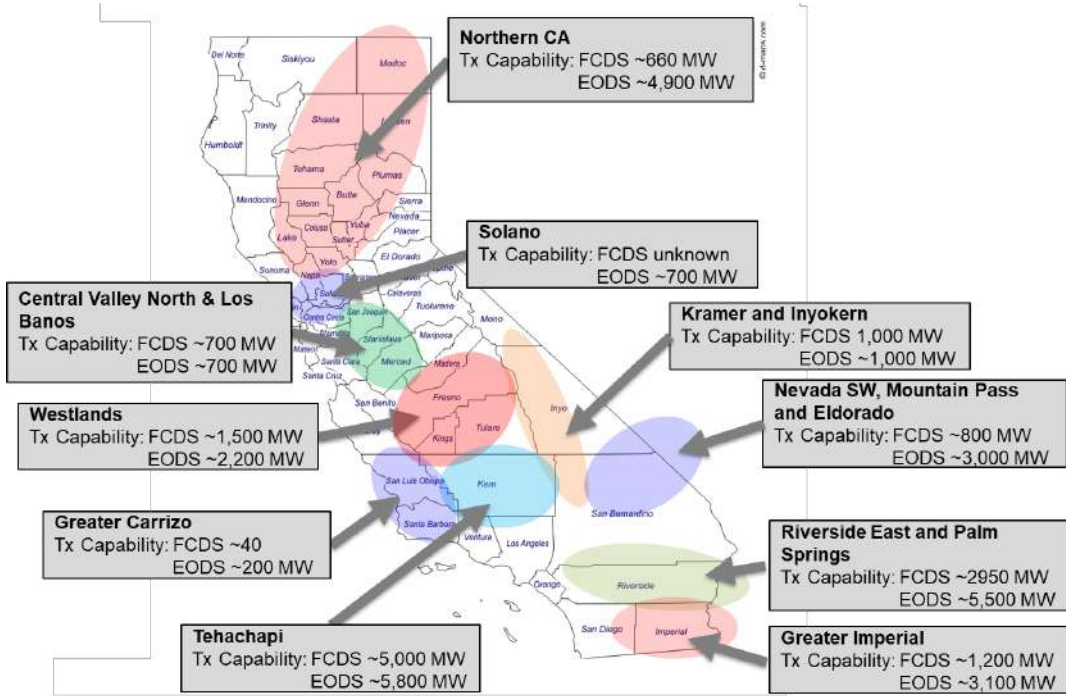 Northern CA
Tx Capability: FCDS ~660 MW
EODS ~4,900 MW
© d-maps.com
Del Norte
Siskiyou
Modoc
Shasta
Trinity
Humboldt
Tehama
Plumas
Butte
Glenn
Mendocino
Sierra
Nevada
Placer
Colusa
Yuba
Sutter
Lake
Yolo
El Dorado
Sonoma
Napa
Solano
Tx Capability: FCDS unknown
EODS ~700 MW
Central Valley North & Los
Banos
Tx Capability: FCDS ~700 MW
EODS ~700 MW
Contra Costa
San Joaquin
Calaveras
Tuolumne
Mono
Stanislaus
Mariposa
Mateo
Santa Clara
Merced
Madera
Santa Cruz
Kramer and Inyokern
Tx Capability: FCDS 1,000 MW
EODS ~1,000 MW
San Benito
Fresno
Inyo
Kings
Tulare
Westlands
Tx Capability: FCDS ~1,500 MW
EODS ~2,200 MW
Nevada SW, Mountain Pass
and Eldorado
Tx Capability: FCDS ~800 MW
EODS ~3,000 MW
San Luis Obispo
Kern
San Bernardino
Santa Barbara
Ventura
Los Angeles
Greater Carrizo
Tx Capability: FCDS ~40
EODS ~200 MW
Riverside East and Palm
Springs
Tx Capability: FCDS ~2950 MW
EODS ~5,500 MW
Orange
Riverside
San Diego
Imperial
Tehachapi
Tx Capability: FCDS ~5,000 MW
EODS ~5,800 MW
Greater Imperial
Tx Capability: FCDS ~1,200 MW
EODS ~3,100 MW